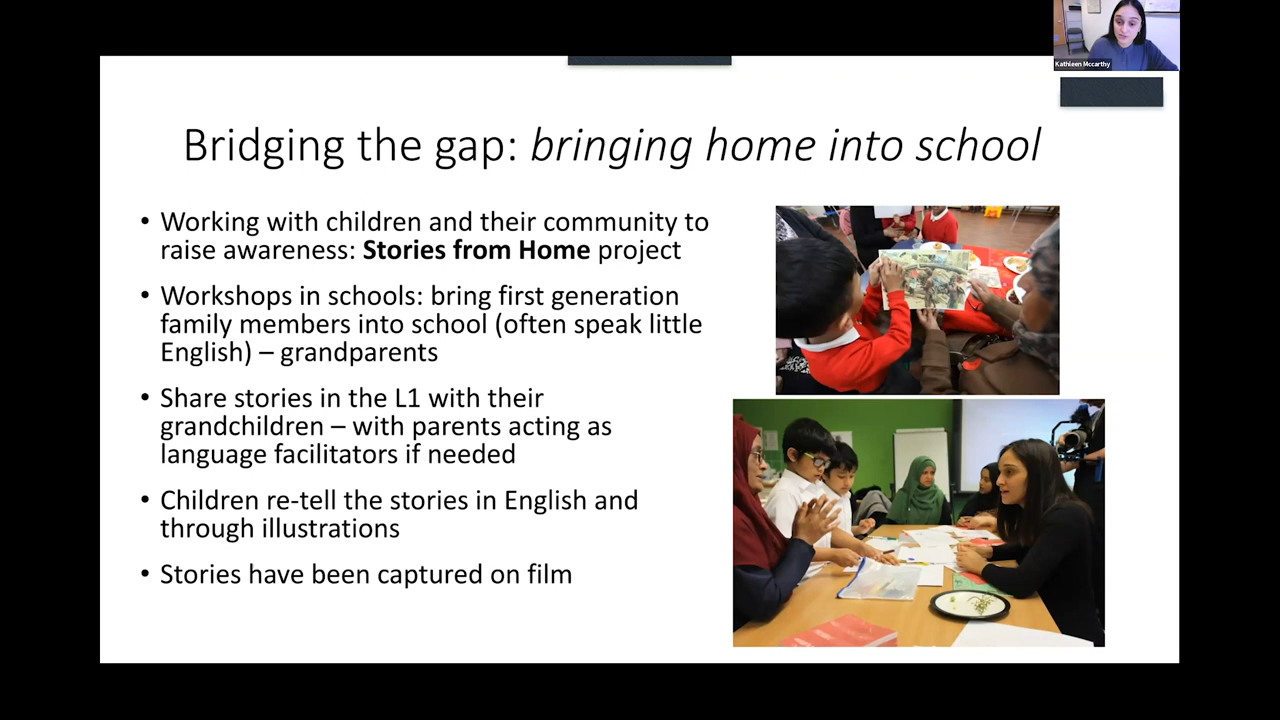 Kathleen Mccarthy
Bridging the gap: bringing home into school
• Working with children and their community to
raise awareness: Stories from Home project
• Workshops in schools: bring first generation
family members into school (often speak little
English) – grandparents
• Share stories in the L1 with their
grandchildren – with parents acting as
language facilitators if needed
• Children re-tell the stories in English and
through illustrations
• Stories have been captured on film